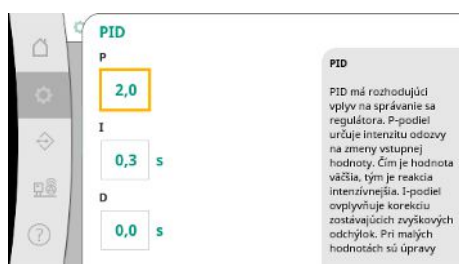 PID
P
2,0
I
0,3 s
D
0,0 s
PID
PID má rozhodujúci
vplyv na správanie sa
regulátora. P-podiel
určuje intenzitu odozvy
na zmeny vstupnej
hodnoty. Čím je hodnota
väčšia, tým je reakcia
intenzívnejšia. I-podiel
ovplyvňuje korekciu
zostávajúcich zvyškových
odchýlok. Pri malých
hodnotách sú úpravy